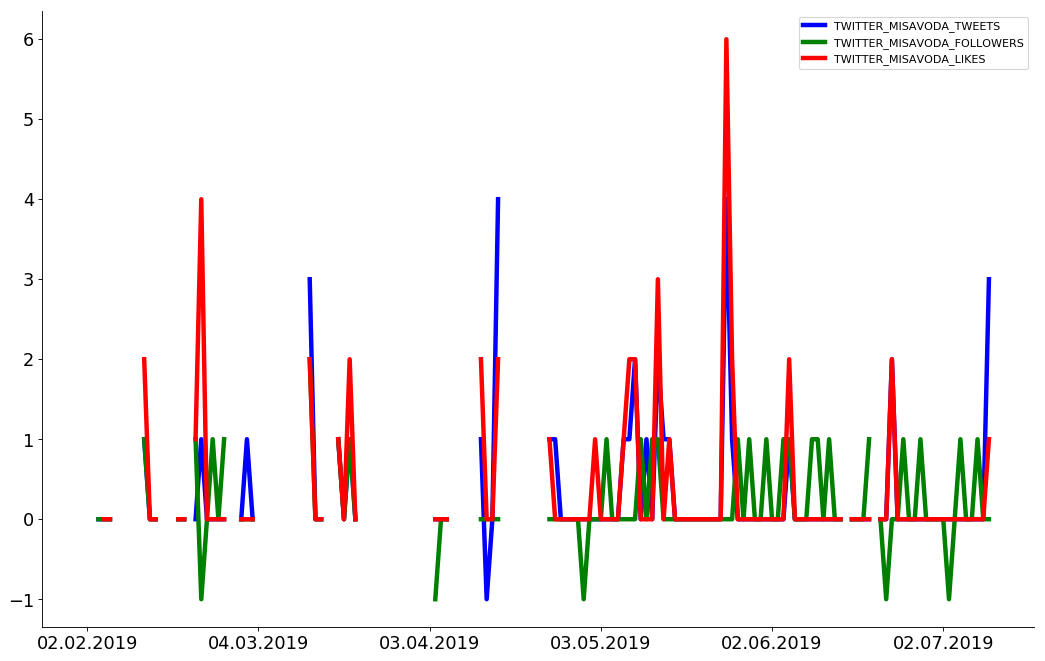 TWITTER_MISAVODA_TWEETS
TWITTER_MISAVODA_FOLLOWERS
TWITTER_MISAVODA_LIKES
6
5
4
3
2
1
0
−1
02.02.2019 04.03.2019 03.04.2019 03.05.2019 02.06.2019 02.07.2019